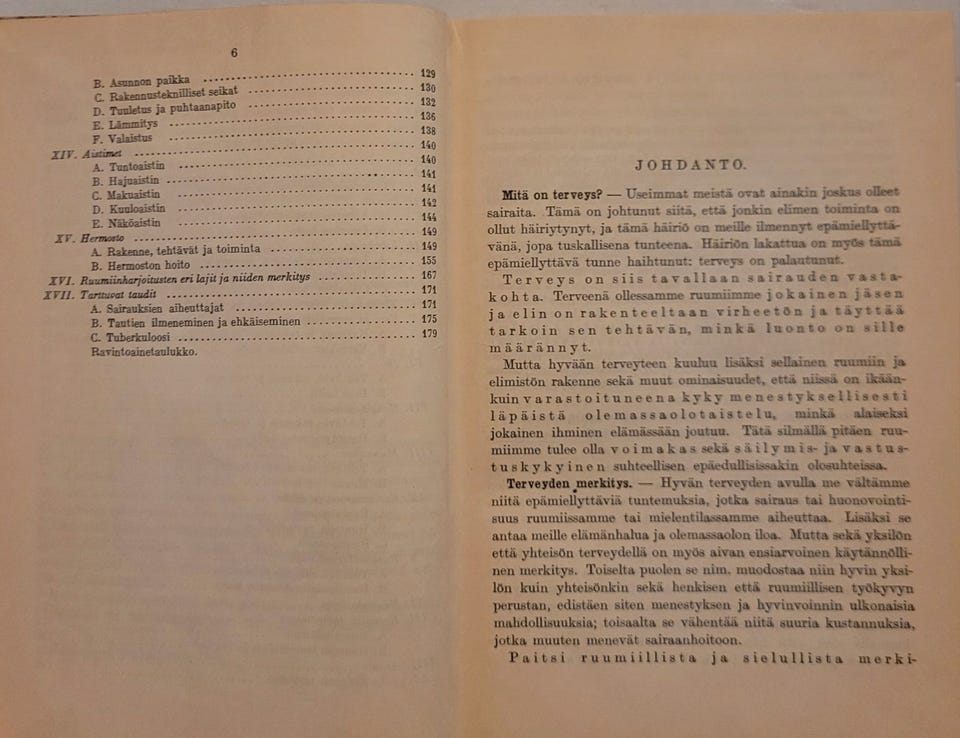 6
B. Asunnon paikka ........ 129
C. Rakennusteknilliset seikat ........ 130
D. Tuuletus ja puhtaanapito ........ 132
E. Lämmitys ........ 136
F. Valaistus ........ 138
XIV. Aistimet ........ 140
A. Tuntoaistin ........ 140
B. Hajuaistin ........ 141
C. Makuaistin ........ 141
D. Kuuloaistin ........ 142
E. Näköaistin ........ 144
XV. Hermosto ........ 149
A. Rakenne, tehtävät ja toiminta ........ 149
B. Hermoston hoito ........ 155
XVI. Ruumiinharjoitusten eri lajit ja niiden merkitys ........ 167
XVII. Tarttuvat taudit ........ 171
A. Sairauksien aiheuttajat ........ 171
B. Tautien ilmeneminen ja ehkäiseminen ........ 175
C. Tuberkuloosi ........ 179
Ravintoainetaulukko.
JOHDANTO.
Mitä on terveys? — Useimmat meistä ovat ainakin joskus olleet
sairaita. Tämä on johtunut siitä, että jonkin elimen toiminta on
ollut häiriytynyt, ja tämä häiriö on meille ilmennyt epämiellyttä-
vänä, jopa tuskallisena tunteena. Häiriön lakattua on myös tämä
epämiellyttävä tunne haihtunut: terveys on palautunut.
Terveys on siis tavallaan sairauden vasta-
kohta. Terveenä ollessamme ruumiimme jokainen jäsen
ja elin on rakenteeltaan virheetön ja täyttää
tarkoin sen tehtävän, minkä luonto on sille
määrännyt.
Mutta hyvään terveyteen kuuluu lisäksi sellainen ruumiin ja
elimistön rakenne sekä muut ominaisuudet, että niissä on ikään-
kuin varastoituneena kyky menestyksellisesti
läpäistä olemassaolotaistelu, minkä alaiseksi
jokainen ihminen elämässään joutuu. Tätä silmällä pitäen ruu-
miimme tulee olla voimakas sekä säilymis- ja vastus-
tuskykyinen suhteellisen epäedullisissakin olosuhteissa.
Terveyden merkitys. — Hyvän terveyden avulla me vältämme
niitä epämiellyttäviä tuntemuksia, jotka sairaus tai huonovointi-
suus ruumiissamme tai mielentilassamme aiheuttaa. Lisäksi se
antaa meille elämänhalua ja olemassaolon iloa. Mutta sekä yksilön
että yhteisön terveydellä on myös aivan ensiarvoinen käytännölli-
nen merkitys. Toiselta puolen se nim. muodostaa niin hyvin yksi-
lön kuin yhteisönkin sekä henkisen että ruumiillisen työkyvyn
perustan, edistäen siten menestyksen ja hyvinvoinnin ulkonaisia
mahdollisuuksia; toisaalta se vähentää niitä suuria kustannuksia,
jotka muuten menevät sairaanhoitoon.
Paitsi ruumiillista ja sielullista merki-